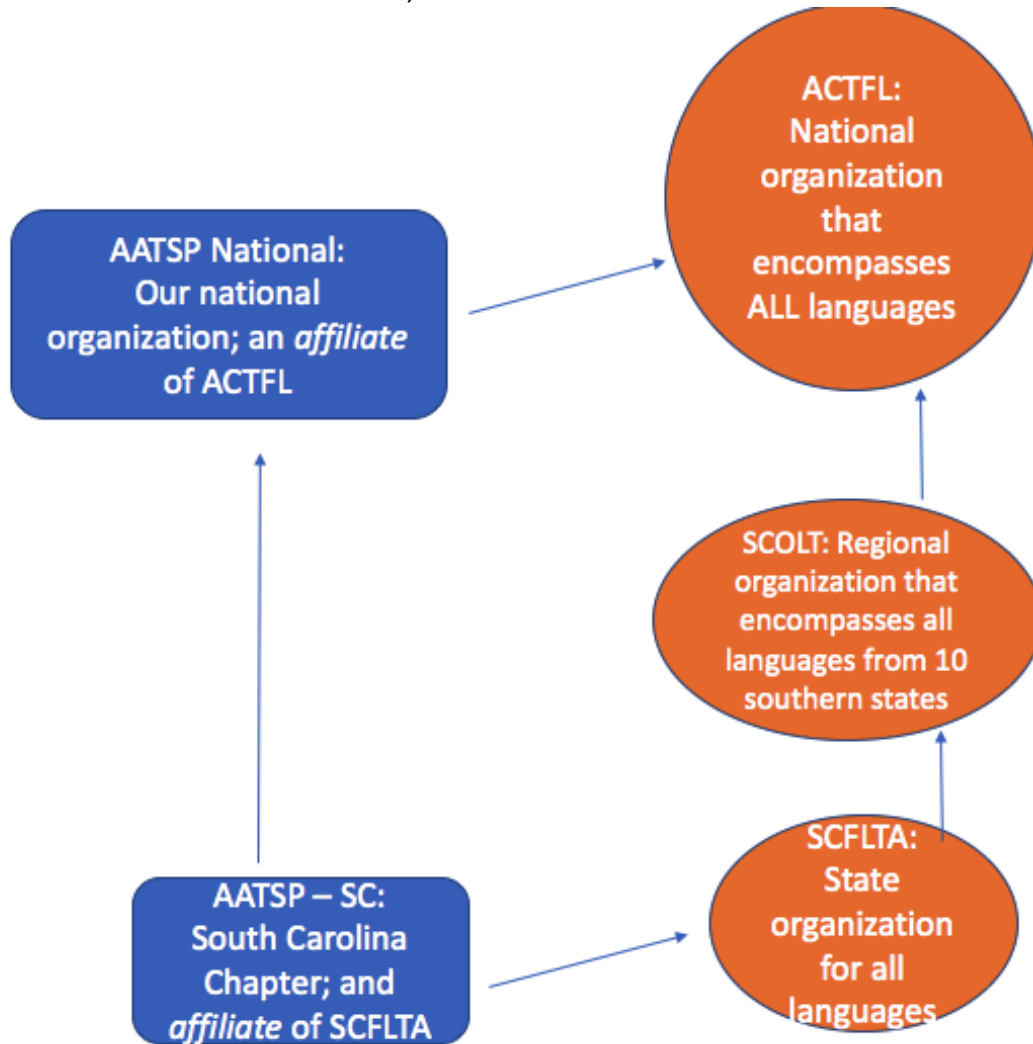 ACTFL:
National
organization
that
encompasses
ALL languages
AATSP National:
Our national
organization; an affiliate
of ACTFL
SCOLT: Regional
organization that
encompasses all
languages from 10
southern states
AATSP – SC:
South Carolina
Chapter; and
affiliate of SCFLTA
SCFLTA:
State
organization
for all
languages